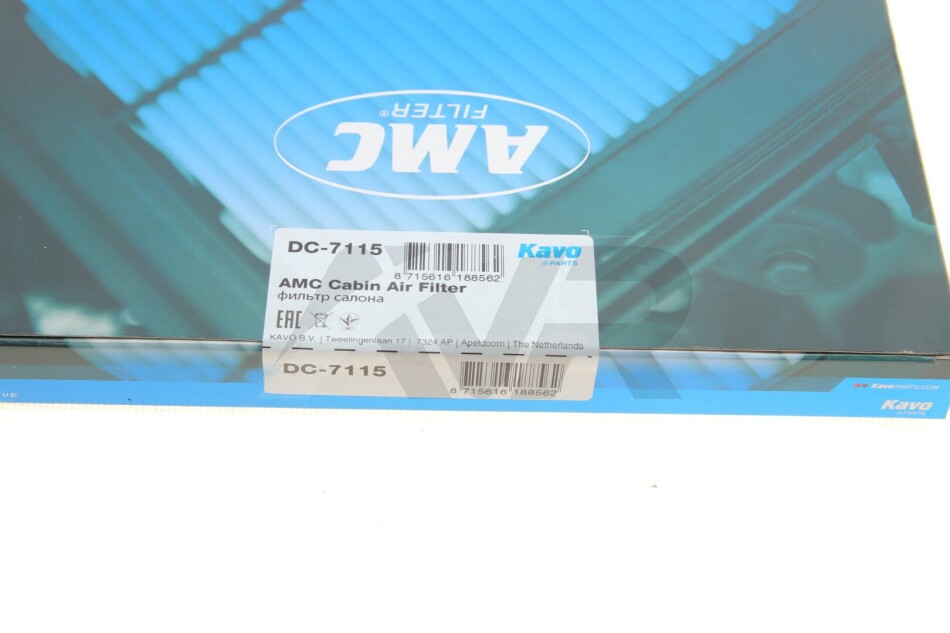 AMC
FILTER®
DC-7115
Kavo
PARTS
8 715616 188562
AMC Cabin Air Filter
фильтр салона
EAC
KAVO B.V. | Tweelingenlaan 17 | 7324 AP | Apeldoorn | The Netherlands
DC-7115
8 715616 188562
KavoPARTS.COM
Kavo
PARTS